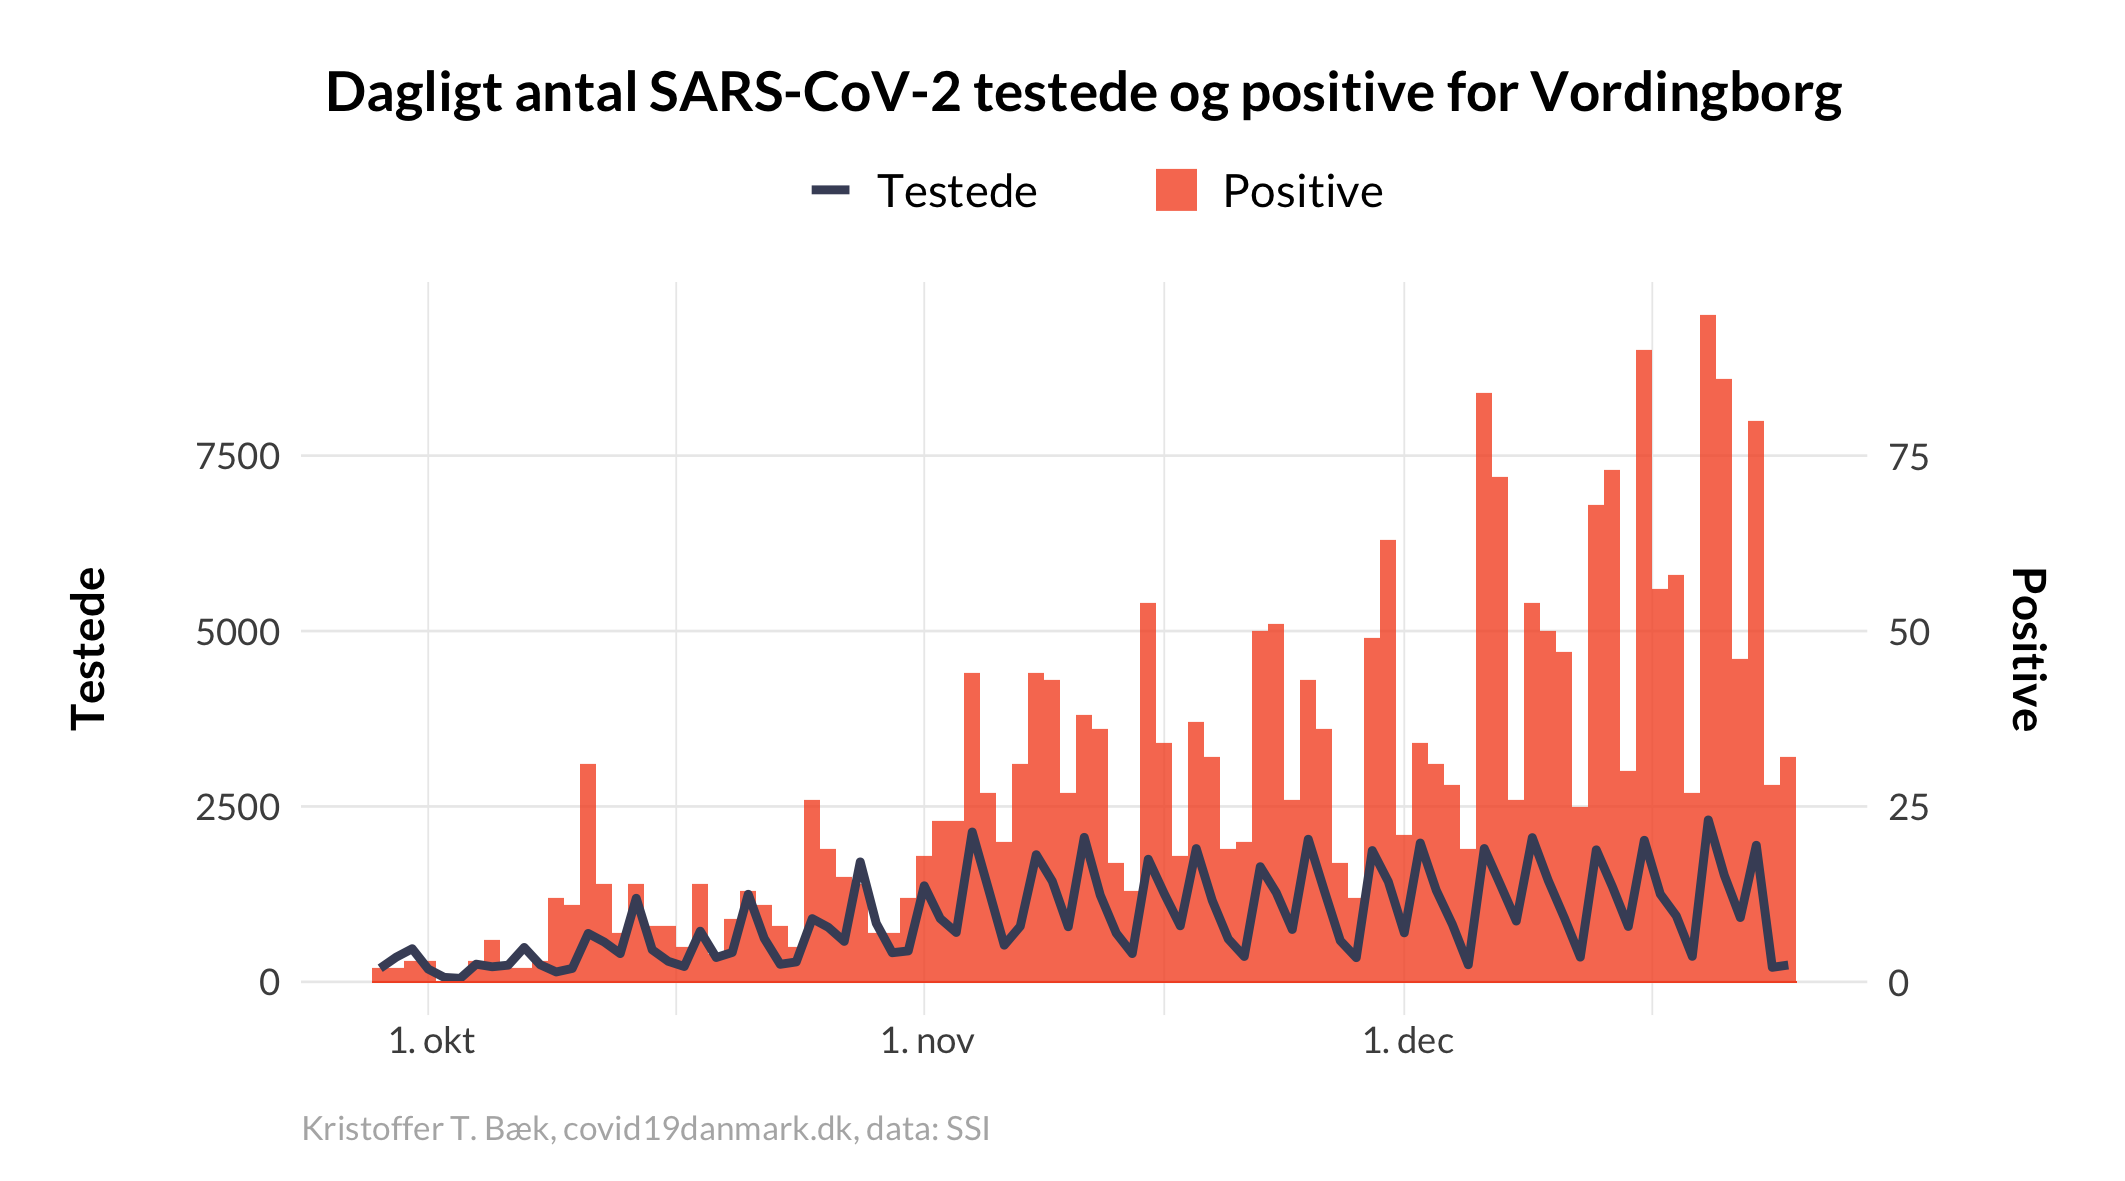 Dagligt antal SARS-CoV-2 testede og positive for Vordingborg
Testede
Positive
7500
5000
2500
0
Testede
75
50
25
0
Positive
1. okt
1. nov
1. dec
Kristoffer T. Bæk, covid19danmark.dk, data: SSI